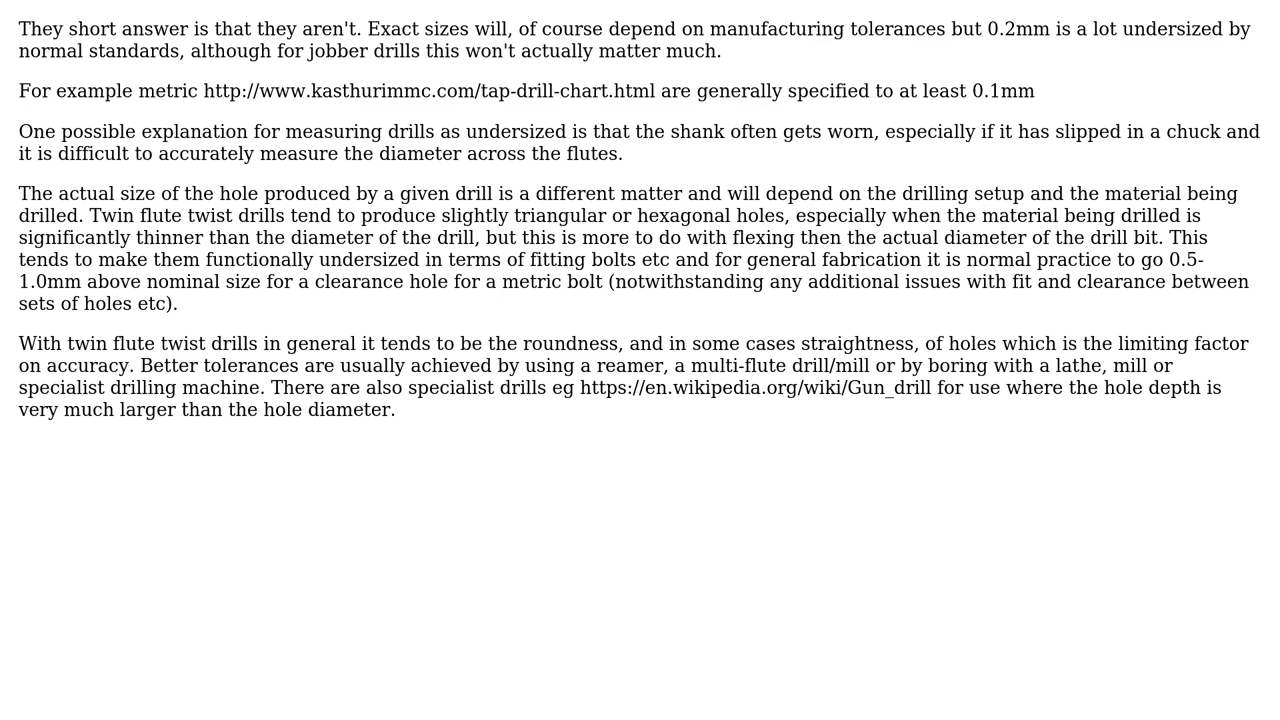 They short answer is that they aren't. Exact sizes will, of course depend on manufacturing tolerances but 0.2mm is a lot undersized by
normal standards, although for jobber drills this won't actually matter much.
For example metric http://www.kasthurimmc.com/tap-drill-chart.html are generally specified to at least 0.1mm
One possible explanation for measuring drills as undersized is that the shank often gets worn, especially if it has slipped in a chuck and
it is difficult to accurately measure the diameter across the flutes.
The actual size of the hole produced by a given drill is a different matter and will depend on the drilling setup and the material being
drilled. Twin flute twist drills tend to produce slightly triangular or hexagonal holes, especially when the material being drilled is
significantly thinner than the diameter of the drill, but this is more to do with flexing then the actual diameter of the drill bit. This
tends to make them functionally undersized in terms of fitting bolts etc and for general fabrication it is normal practice to go 0.5-
1.0mm above nominal size for a clearance hole for a metric bolt (notwithstanding any additional issues with fit and clearance between
sets of holes etc).
With twin flute twist drills in general it tends to be the roundness, and in some cases straightness, of holes which is the limiting factor
on accuracy. Better tolerances are usually achieved by using a reamer, a multi-flute drill/mill or by boring with a lathe, mill or
specialist drilling machine. There are also specialist drills eg https://en.wikipedia.org/wiki/Gun_drill for use where the hole depth is
very much larger than the hole diameter.